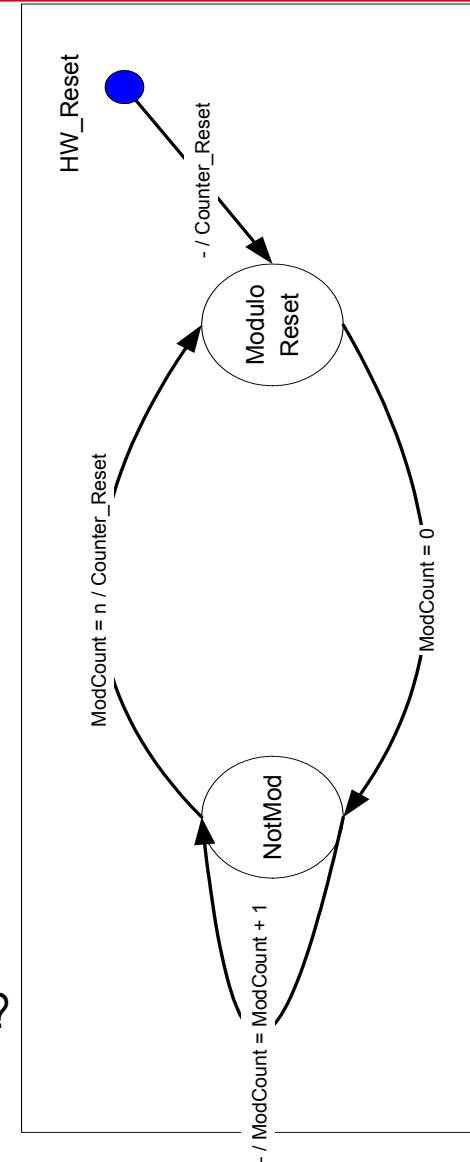 HW_Reset
- / Counter_Reset
Modulo
Reset
ModCount = n / Counter_Reset
ModCount = 0
NotMod
- / ModCount = ModCount + 1